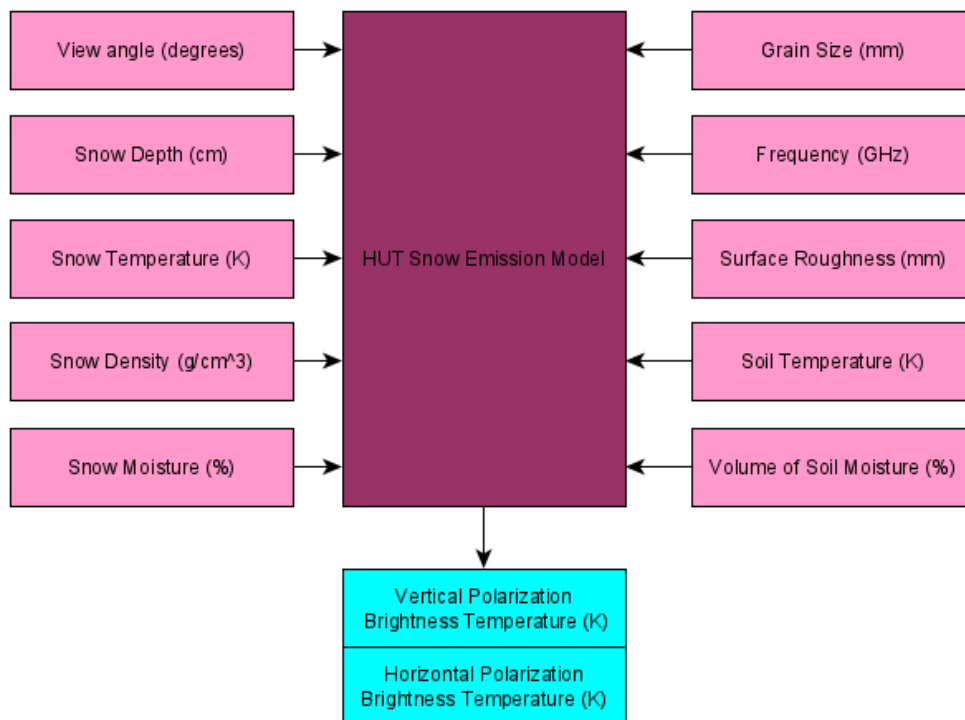 View angle (degrees)
Snow Depth (cm)
Snow Temperature (K)
Snow Density (g/cm^3)
Snow Moisture (%)
HUT Snow Emission Model
Grain Size (mm)
Frequency (GHz)
Surface Roughness (mm)
Soil Temperature (K)
Volume of Soil Moisture (%)
Vertical Polarization
Brightness Temperature (K)
Horizontal Polarization
Brightness Temperature (K)